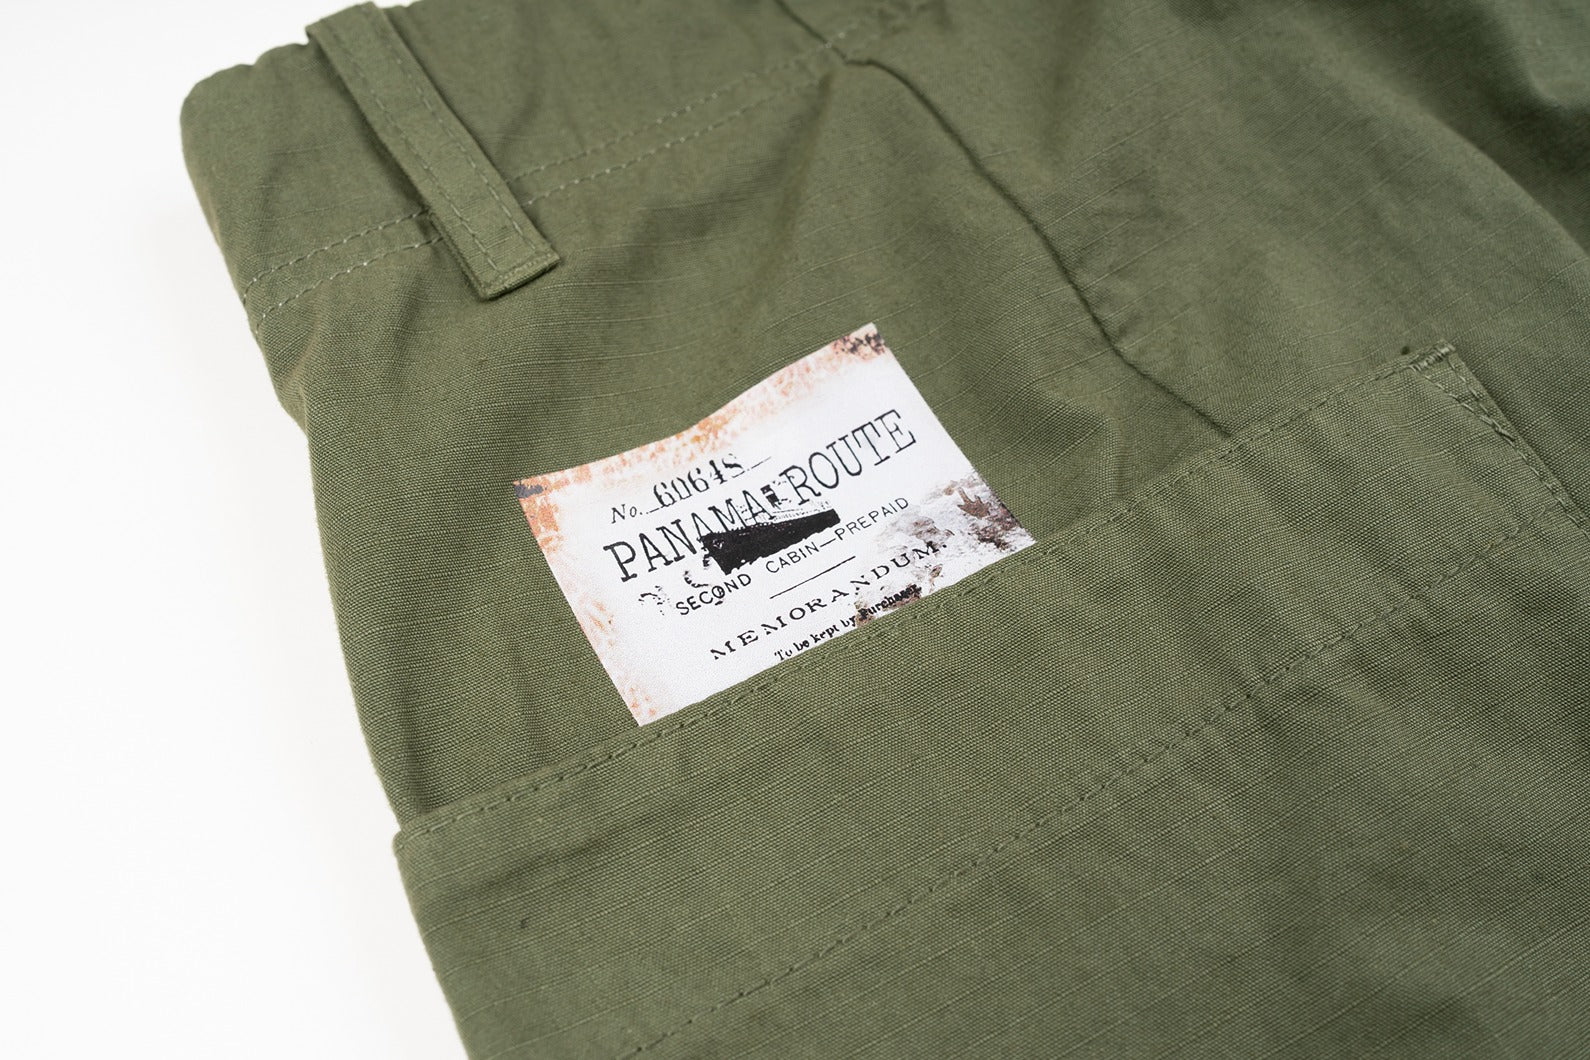 No. 60648
PANAMA ROUTE
SECOND CABIN—PREPAID
MEMORANDUM.
To be kept by Purchaser